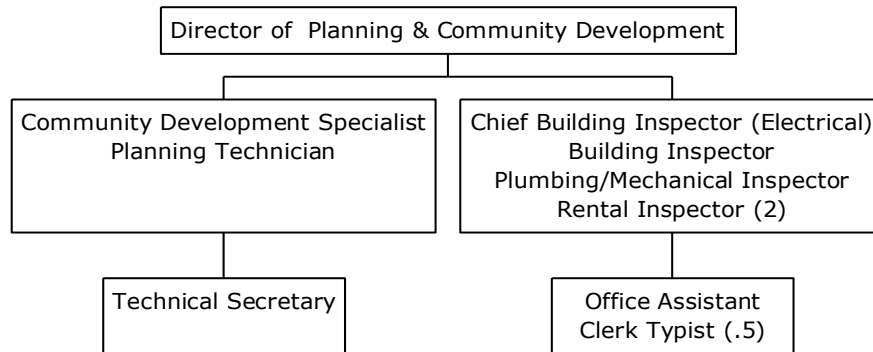 Director of  Planning & Community Development
Community Development Specialist
Planning Technician
Chief Building Inspector (Electrical)
Building Inspector
Plumbing/Mechanical Inspector
Rental Inspector (2)
Technical Secretary
Office Assistant
Clerk Typist (.5)